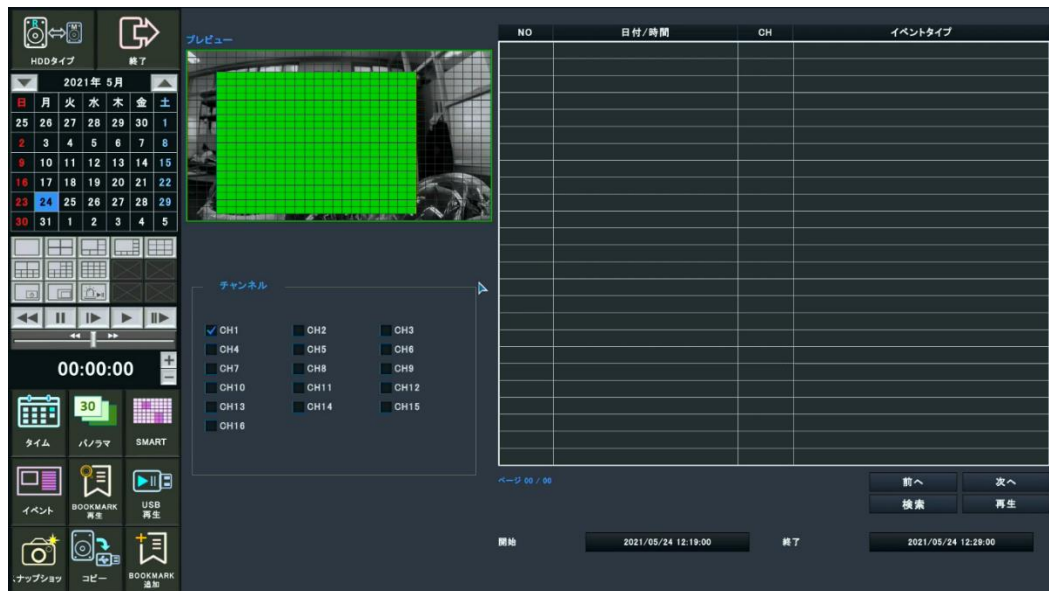 R
M
HDDタイプ
終了
2021年 5月
日 月 火 水 木 金 土
25 26 27 28 29 30 1
2 3 4 5 6 7 8
9 10 11 12 13 14 15
16 17 18 19 20 21 22
23 24 25 26 27 28 29
30 31 1 2 3 4 5
00:00:00
+
−
30
タイム
パノラマ
SMART
イベント
BOOKMARK
再生
USB
再生
ナップショッ
コピー
BOOKMARK
追加
プレビュー
チャンネル
CH1 CH2 CH3
CH4 CH5 CH6
CH7 CH8 CH9
CH10 CH11 CH12
CH13 CH14 CH15
CH16
NO 日付/時間 CH イベントタイプ
ページ 00 / 00
前へ 次へ
検索 再生
開始 2021/05/24 12:19:00 終了 2021/05/24 12:29:00